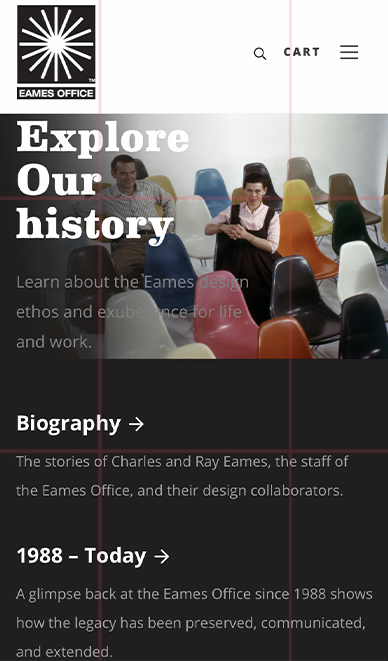 TM
EAMES OFFICE
CART
Explore
Our
history
Learn about the Eames design
ethos and exuberance for life
and work.
Biography →
The stories of Charles and Ray Eames, the staff of
the Eames Office, and their design collaborators.
1988 – Today →
A glimpse back at the Eames Office since 1988 shows
how the legacy has been preserved, communicated,
and extended.